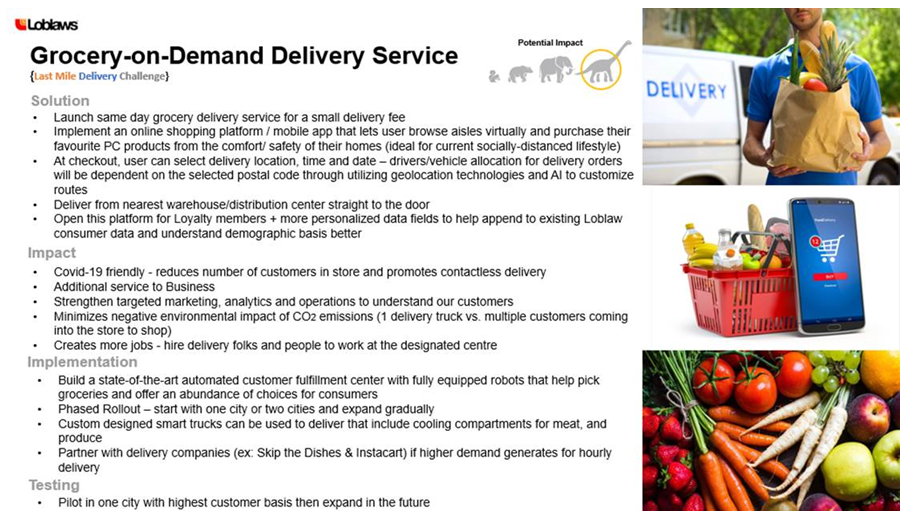 Loblaws
Grocery-on-Demand Delivery Service
{Last Mile Delivery Challenge}
Potential Impact
Solution
• Launch same day grocery delivery service for a small delivery fee
• Implement an online shopping platform / mobile app that lets user browse aisles virtually and purchase their
favourite PC products from the comfort/ safety of their homes (ideal for current socially-distanced lifestyle)
• At checkout, user can select delivery location, time and date – drivers/vehicle allocation for delivery orders
will be dependent on the selected postal code through utilizing geolocation technologies and AI to customize
routes
• Deliver from nearest warehouse/distribution center straight to the door
• Open this platform for Loyalty members + more personalized data fields to help append to existing Loblaw
consumer data and understand demographic basis better
Impact
• Covid-19 friendly - reduces number of customers in store and promotes contactless delivery
• Additional service to Business
• Strengthen targeted marketing, analytics and operations to understand our customers
• Minimizes negative environmental impact of CO2 emissions (1 delivery truck vs. multiple customers coming
into the store to shop)
• Creates more jobs - hire delivery folks and people to work at the designated centre
Implementation
• Build a state-of-the-art automated customer fulfillment center with fully equipped robots that help pick
groceries and offer an abundance of choices for consumers
• Phased Rollout – start with one city or two cities and expand gradually
• Custom designed smart trucks can be used to deliver that include cooling compartments for meat, and
produce
• Partner with delivery companies (ex: Skip the Dishes & Instacart) if higher demand generates for hourly
delivery
Testing
• Pilot in one city with highest customer basis then expand in the future
DELIVERY
12
BUY